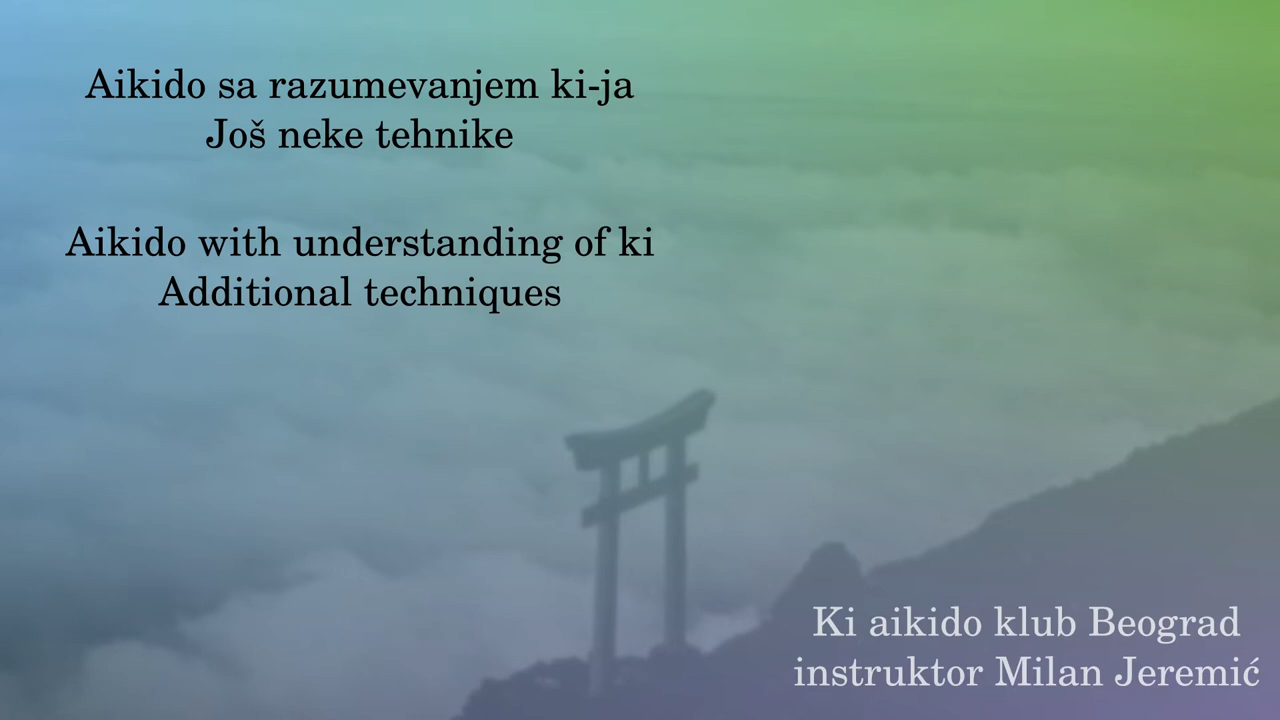 Aikido sa razumevanjem ki-ja
Još neke tehnike
Aikido with understanding of ki
Additional techniques
Ki aikido klub Beograd
instruktor Milan Jeremić